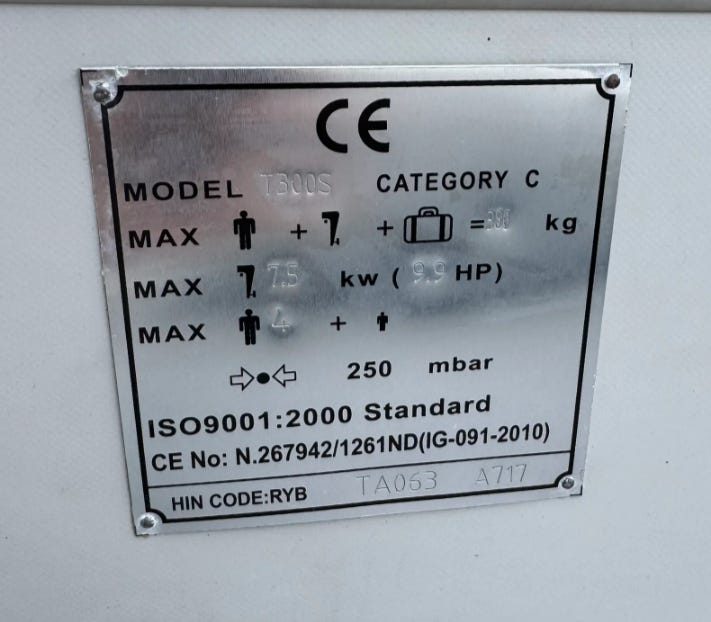 CE
MODEL T300S CATEGORY C
MAX + + = kg
MAX 7.5 kw ( 9.9 HP)
MAX 4 +
250 mbar
ISO9001:2000 Standard
CE No: N.267942/1261ND(IG-091-2010)
HIN CODE:RYB TA063 A717